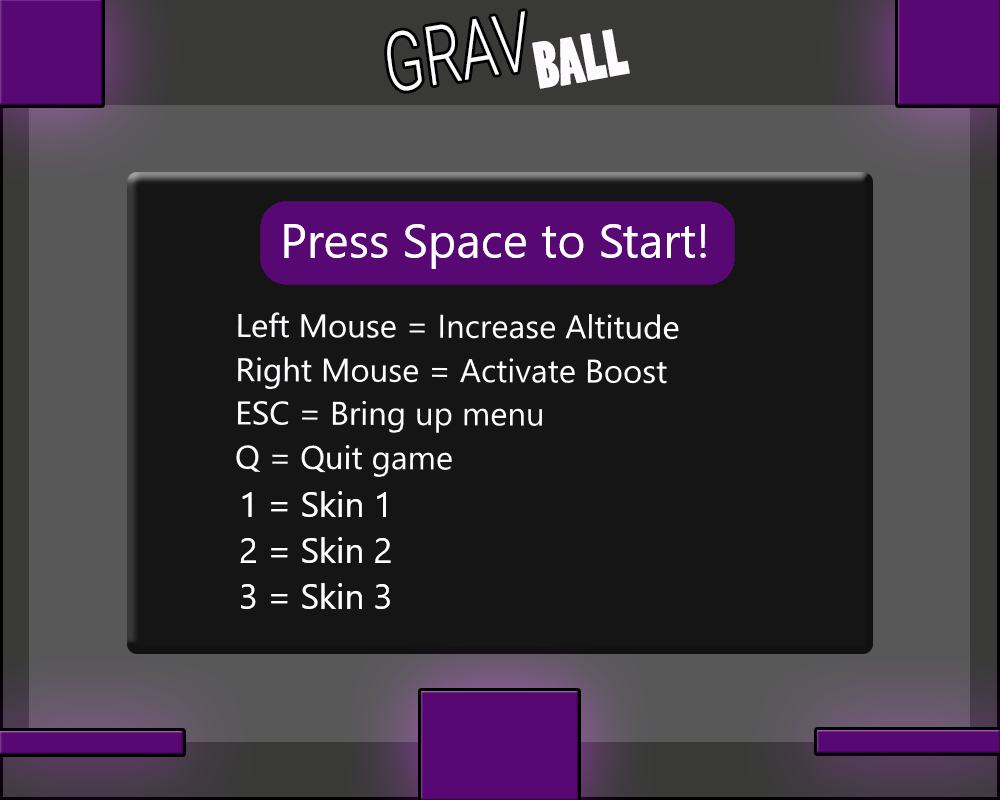 GRAV BALL
Press Space to Start!
Left Mouse = Increase Altitude
Right Mouse = Activate Boost
ESC = Bring up menu
Q = Quit game
1 = Skin 1
2 = Skin 2
3 = Skin 3